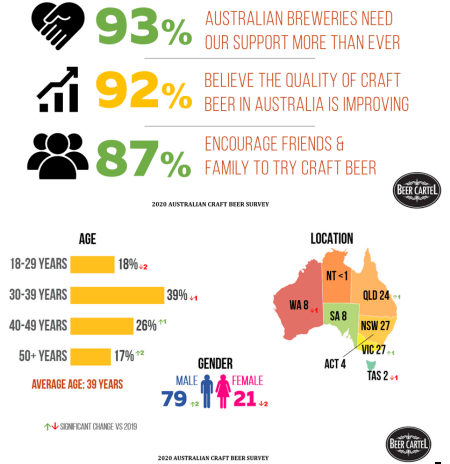 93%
AUSTRALIAN BREWERIES NEED
OUR SUPPORT MORE THAN EVER
92%
BELIEVE THE QUALITY OF CRAFT
BEER IN AUSTRALIA IS IMPROVING
87%
ENCOURAGE FRIENDS &
FAMILY TO TRY CRAFT BEER
BEER CARTEL
2020 AUSTRALIAN CRAFT BEER SURVEY
AGE
18-29 YEARS 18% ↓2
30-39 YEARS 39% ↓1
40-49 YEARS 26% ↑1
50+ YEARS 17% ↑2
AVERAGE AGE: 39 YEARS
↑↓ SIGNIFICANT CHANGE VS 2019
GENDER
MALE FEMALE
79 ↑2 21 ↓2
LOCATION
NT <1
QLD 24 ↑1
WA 8 ↓1
SA 8
NSW 27
VIC 27 ↑1
ACT 4
TAS 2 ↓1
BEER CARTEL
2020 AUSTRALIAN CRAFT BEER SURVEY